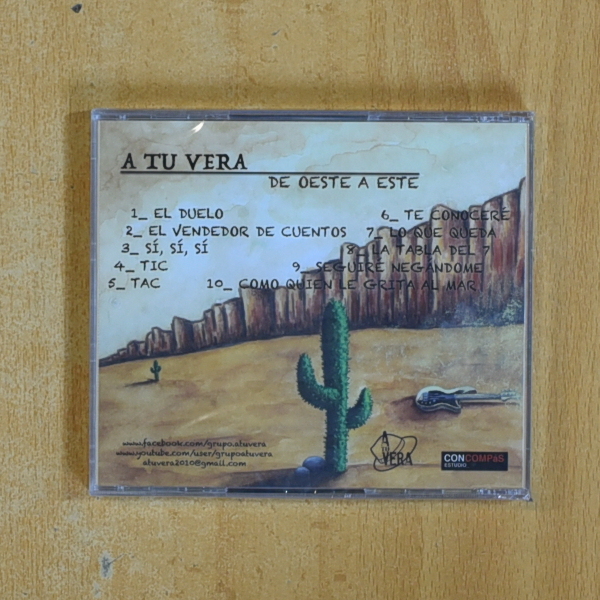 A TU VERA
DE OESTE A ESTE
1_ EL DUELO
2_ EL VENDEDOR DE CUENTOS
3_ SÍ, SÍ, SÍ
4_ TIC
5_ TAC
6_ TE CONOCERÉ
7_ LO QUE QUEDA
8_ LA TABLA DEL 7
9_ SEGUIRÉ NEGÁNDOME
10_ COMO QUIEN LE GRITA AL MAR
www.facebook.com/grupo.atuvera
www.youtube.com/user/grupoatuvera
atuvera2010@gmail.com
A VERA
CONCOMPáS
ESTUDIO